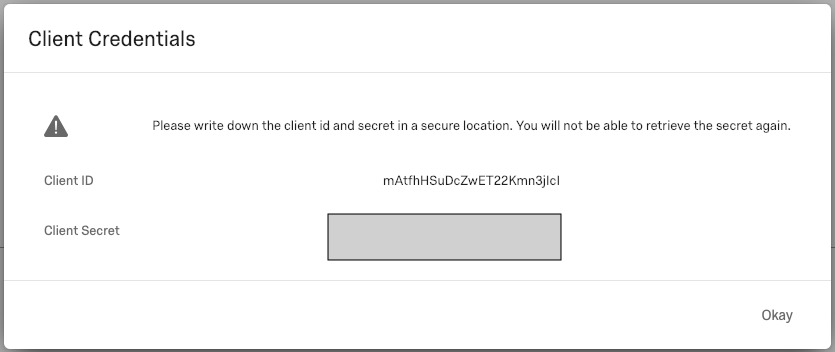 Client Credentials
Please write down the client id and secret in a secure location. You will not be able to retrieve the secret again.
Client ID
mAtfhHSuDcZwET22Kmn3jIcI
Client Secret
Okay